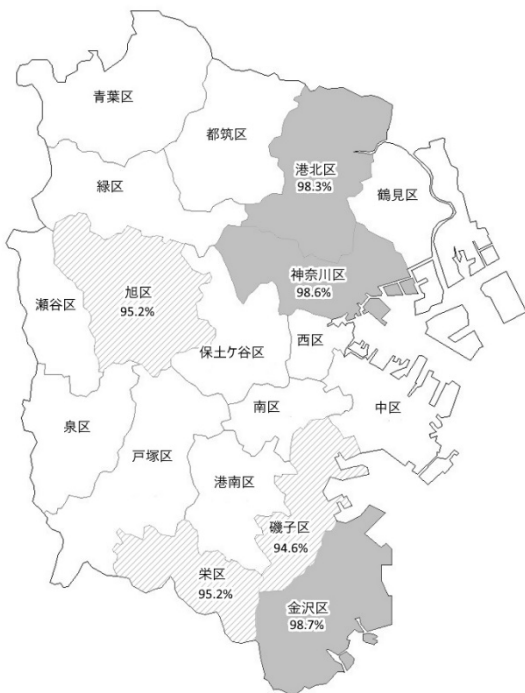 青葉区
都筑区
港北区
98.3%
鶴見区
緑区
神奈川区
98.6%
瀬谷区
旭区
95.2%
保土ケ谷区
西区
南区
中区
泉区
戸塚区
港南区
磯子区
94.6%
栄区
95.2%
金沢区
98.7%